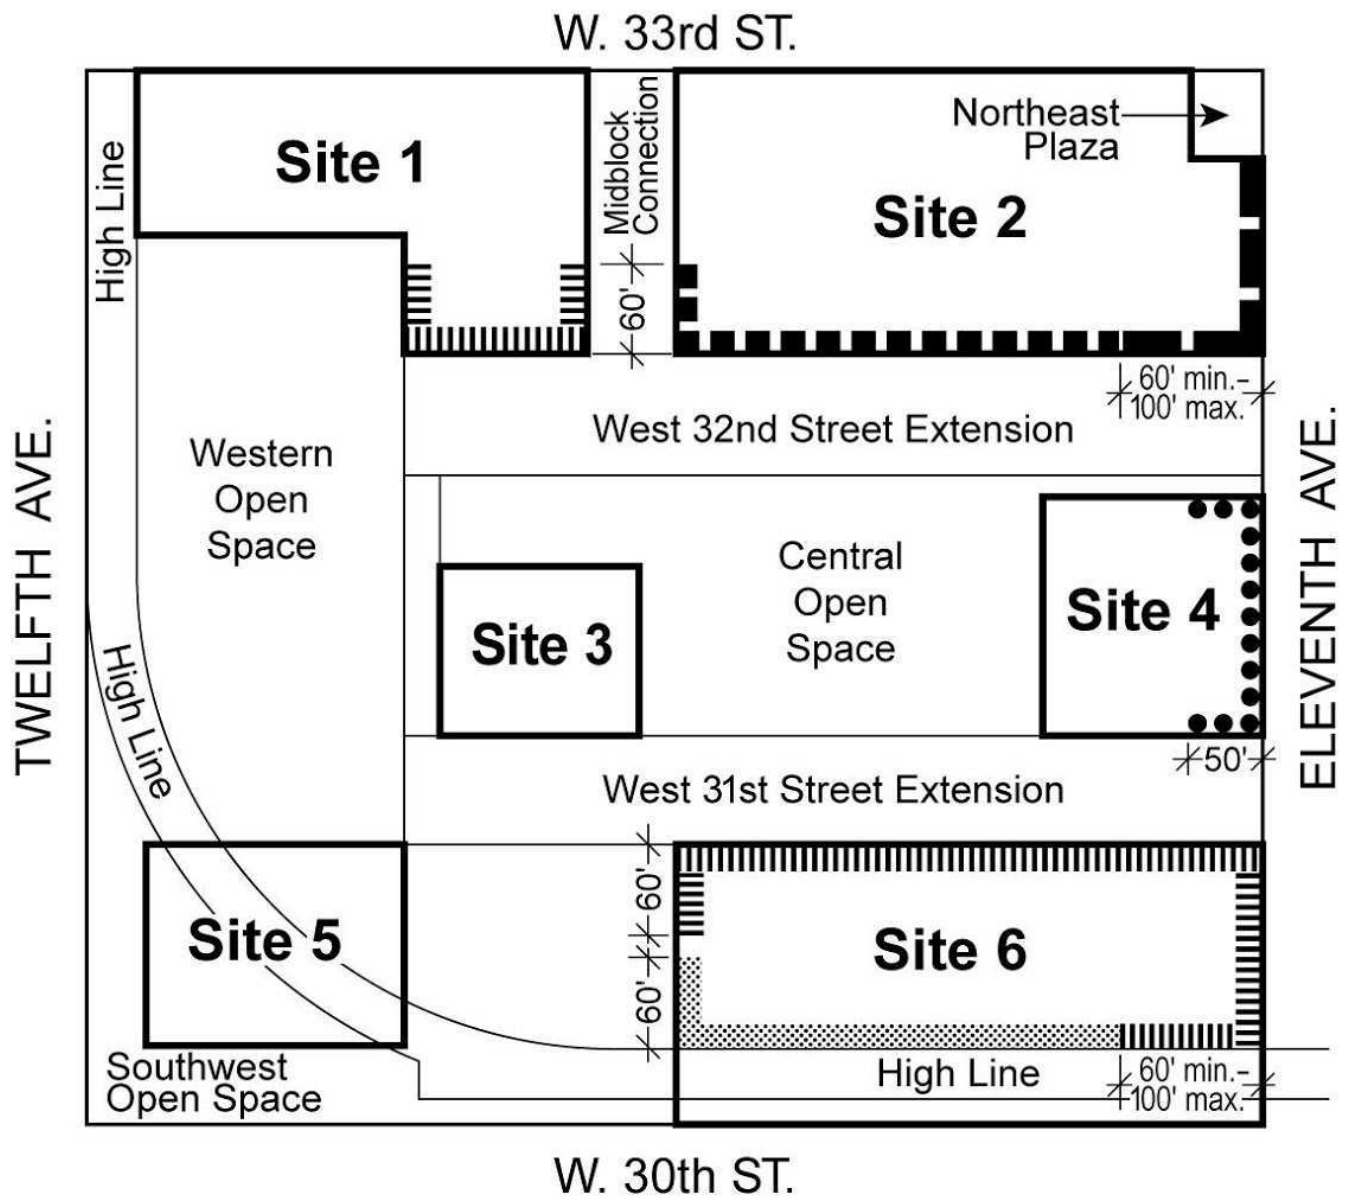 W. 33rd ST.
High Line
Site 1
Midblock
Connection
60'
Northeast
Plaza
Site 2
60' min.-
100' max.
West 32nd Street Extension
TWELFTH AVE.
Western
Open
Space
Central
Open
Space
Site 3
Site 4
ELEVENTH AVE.
50'
High Line
West 31st Street Extension
Site 5
60'
60'
Site 6
High Line
60' min.-
100' max.
Southwest
Open Space
W. 30th ST.